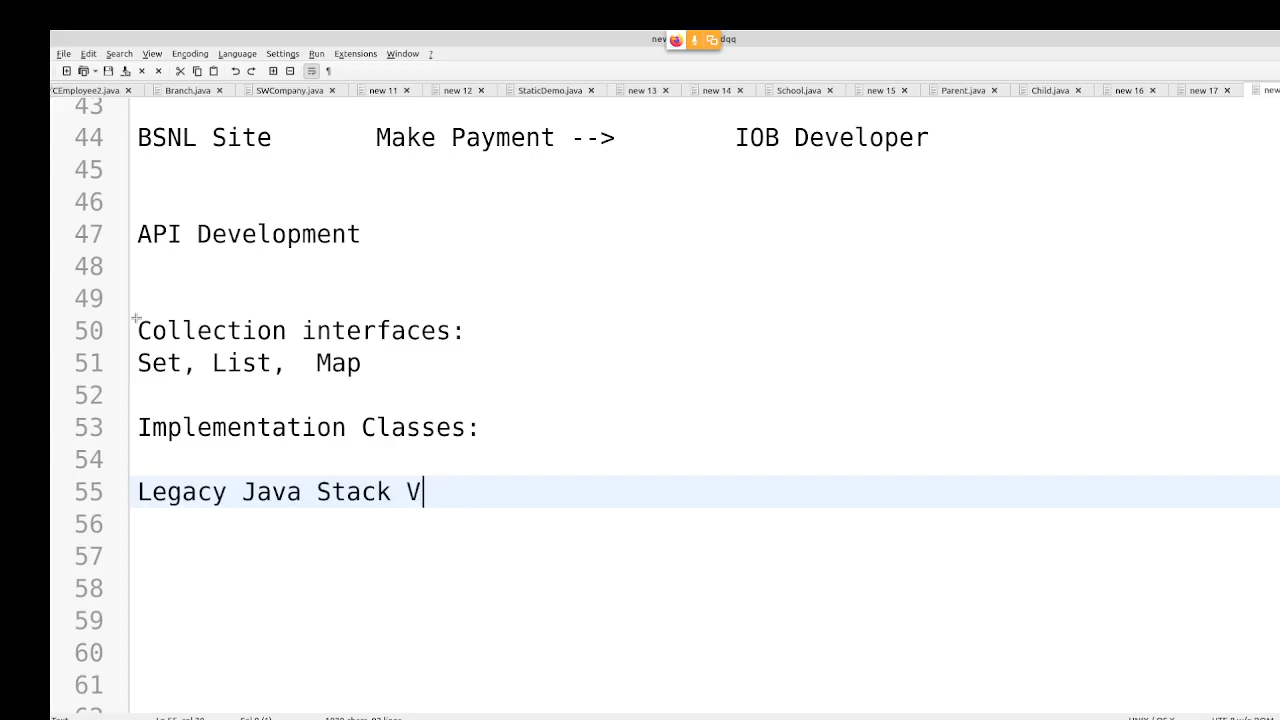 new dqq
File Edit Search View Encoding Language Settings Run Extensions Window ?
CEmployee2.java Branch.java SWCompany.java new 11 new 12 StaticDemo.java new 13 new 14 School.java new 15 Parent.java Child.java new 16 new 17 new
43
44 BSNL Site Make Payment --> IOB Developer
45
46
47 API Development
48
49
50 Collection interfaces:
51 Set, List, Map
52
53 Implementation Classes:
54
55 Legacy Java Stack V
56
57
58
59
60
61